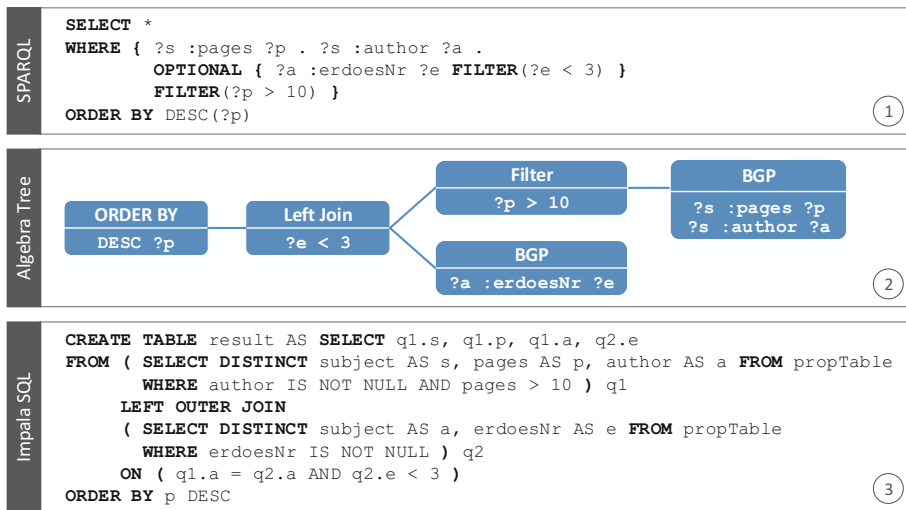 SPARQL
SELECT *
WHERE { ?s :pages ?p . ?s :author ?a .
OPTIONAL { ?a :erdoesNr ?e FILTER(?e < 3) }
FILTER(?p > 10) }
ORDER BY DESC(?p)
1
Algebra Tree
ORDER BY
DESC ?p
Left Join
?e < 3
Filter
?p > 10
BGP
?s :pages ?p
?s :author ?a
BGP
?a :erdoesNr ?e
2
Impala SQL
CREATE TABLE result AS SELECT q1.s, q1.p, q1.a, q2.e
FROM ( SELECT DISTINCT subject AS s, pages AS p, author AS a FROM propTable
WHERE author IS NOT NULL AND pages > 10 ) q1
LEFT OUTER JOIN
( SELECT DISTINCT subject AS a, erdoesNr AS e FROM propTable
WHERE erdoesNr IS NOT NULL ) q2
ON ( q1.a = q2.a AND q2.e < 3 )
ORDER BY p DESC
3